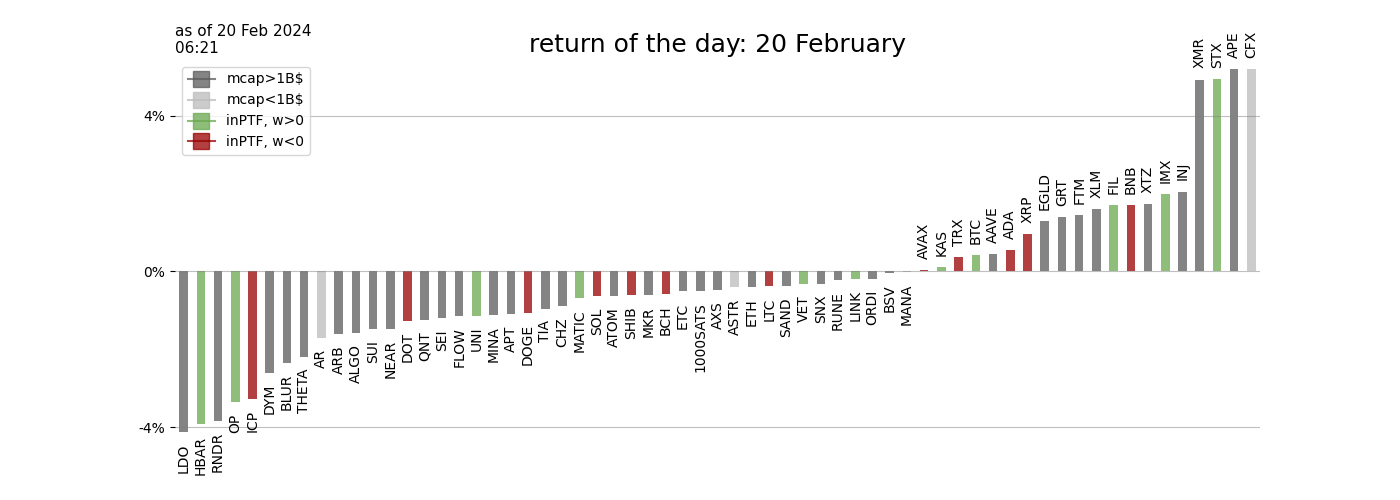 as of 20 Feb 2024
06:21
return of the day: 20 February
mcap>1B$
mcap<1B$
inPTF, w>0
inPTF, w<0
4%
0%
-4%
LDO
HBAR
RNDR
OP
ICP
DYM
BLUR
THETA
AR
ARB
ALGO
SUI
NEAR
DOT
QNT
SEI
FLOW
UNI
MINA
APT
DOGE
TIA
CHZ
MATIC
SOL
ATOM
SHIB
MKR
BCH
ETC
1000SATS
AXS
ASTR
ETH
LTC
SAND
VET
SNX
RUNE
LINK
ORDI
BSV
MANA
AVAX
KAS
TRX
BTC
AAVE
ADA
XRP
EGLD
GRT
FTM
XLM
FIL
BNB
XTZ
IMX
INJ
XMR
STX
APE
CFX